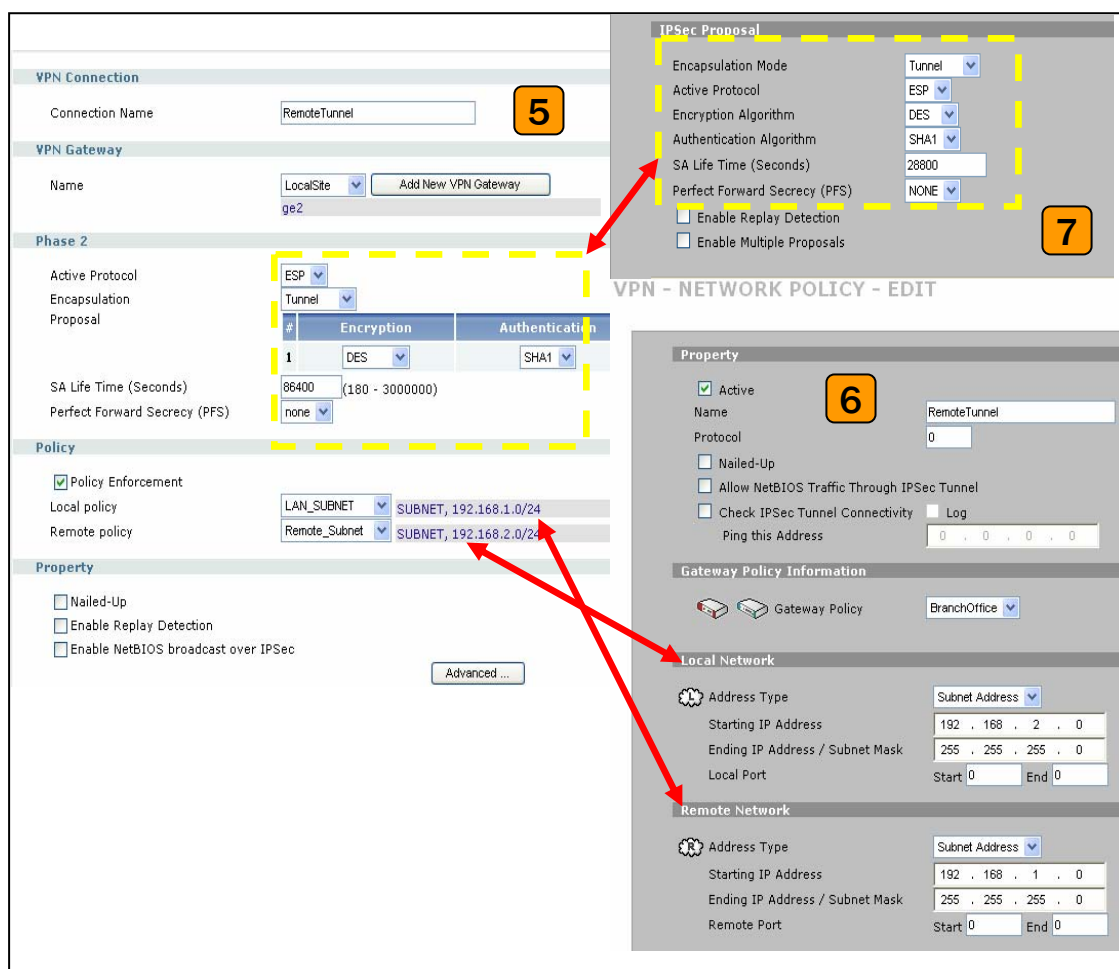 VPN Connection
Connection Name RemoteTunnel
5
VPN Gateway
Name LocalSite Add New VPN Gateway
ge2
Phase 2
Active Protocol ESP
Encapsulation Tunnel
Proposal
# Encryption Authentication
1 DES SHA1
SA Life Time (Seconds) 86400 (180 - 3000000)
Perfect Forward Secrecy (PFS) none
Policy
Policy Enforcement
Local policy LAN_SUBNET SUBNET, 192.168.1.0/24
Remote policy Remote_Subnet SUBNET, 192.168.2.0/24
Property
Nailed-Up
Enable Replay Detection
Enable NetBIOS broadcast over IPSec
Advanced ...
IPSec Proposal
Encapsulation Mode Tunnel
Active Protocol ESP
Encryption Algorithm DES
Authentication Algorithm SHA1
SA Life Time (Seconds) 28800
Perfect Forward Secrecy (PFS) NONE
Enable Replay Detection
Enable Multiple Proposals
7
VPN - NETWORK POLICY - EDIT
Property
Active
6
Name RemoteTunnel
Protocol 0
Nailed-Up
Allow NetBIOS Traffic Through IPSec Tunnel
Check IPSec Tunnel Connectivity Log
Ping this Address 0 . 0 . 0 . 0
Gateway Policy Information
Gateway Policy BranchOffice
Local Network
L Address Type Subnet Address
Starting IP Address 192 . 168 . 2 . 0
Ending IP Address / Subnet Mask 255 . 255 . 255 . 0
Local Port Start 0 End 0
Remote Network
R Address Type Subnet Address
Starting IP Address 192 . 168 . 1 . 0
Ending IP Address / Subnet Mask 255 . 255 . 255 . 0
Remote Port Start 0 End 0